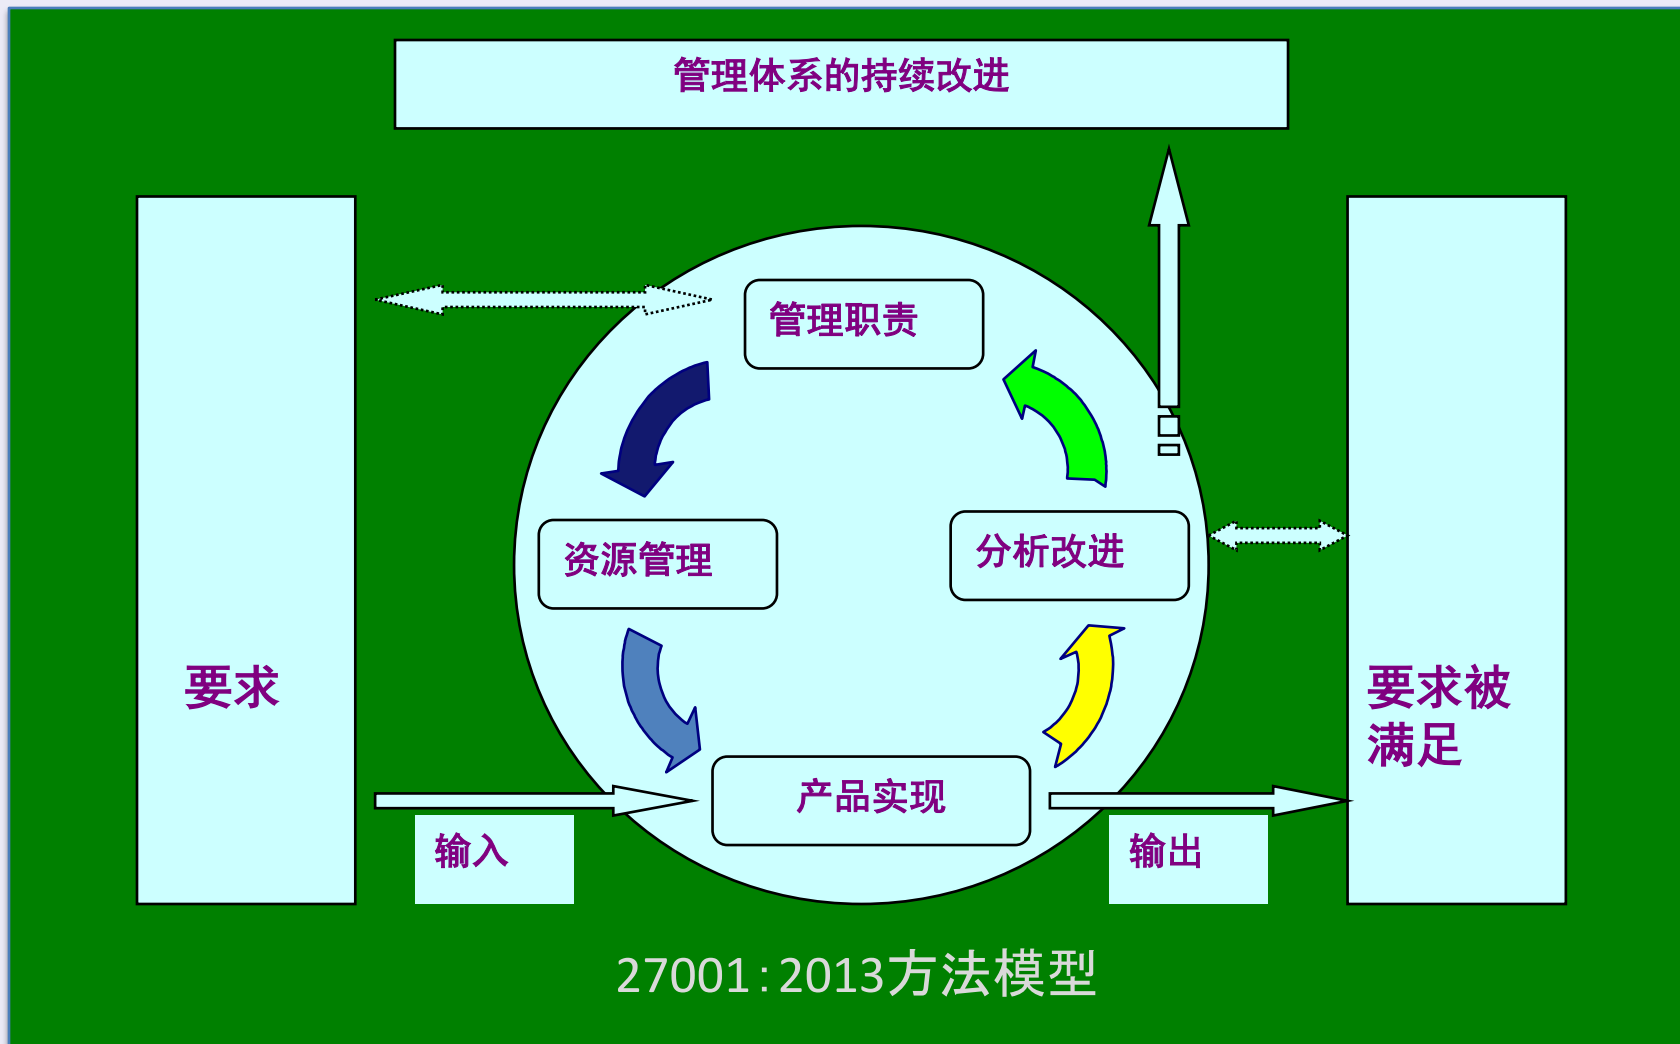 管理体系的持续改进
管理职责
资源管理
分析改进
要求
要求被
满足
产品实现
输入
输出
27001:2013方法模型